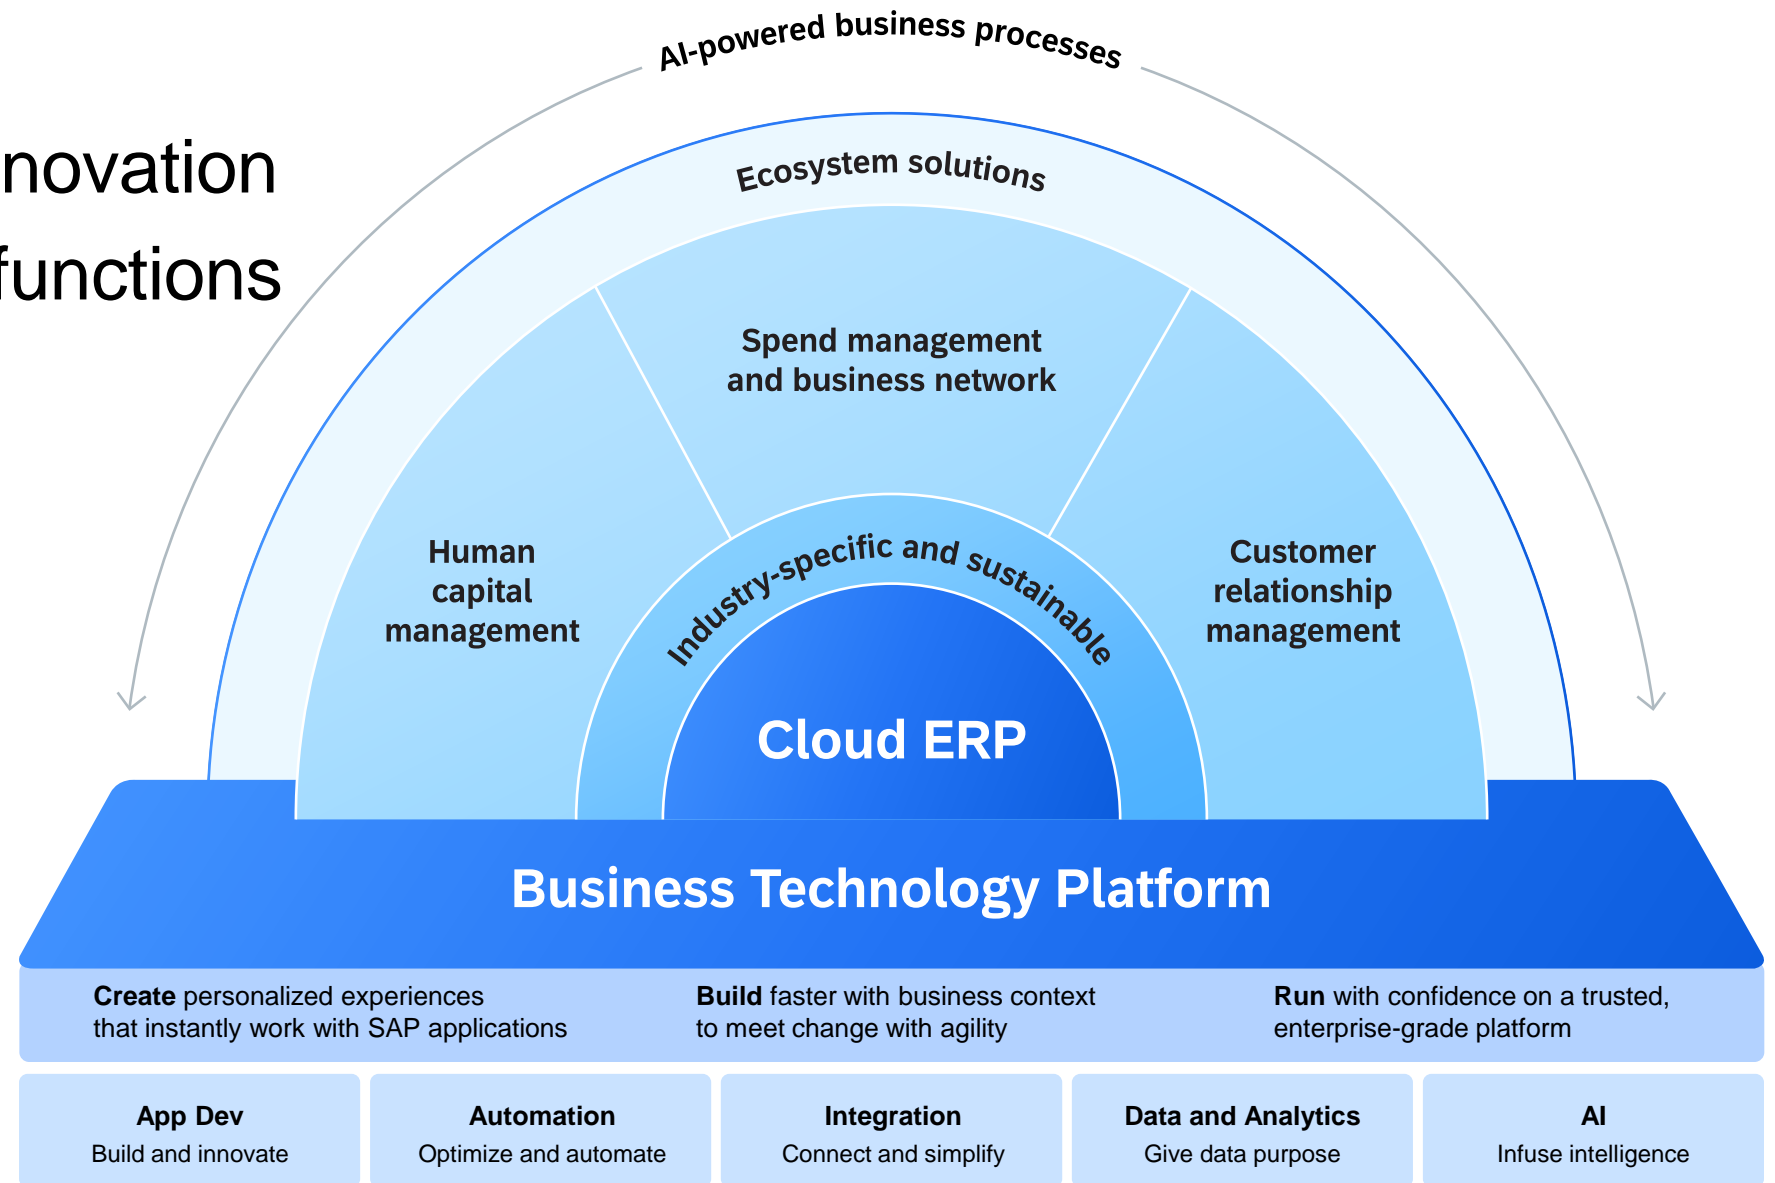 AI-powered business processes
novation
functions
Ecosystem solutions
Spend management
and business network
Human
capital
management
Industry-specific and sustainable
Customer
relationship
management
Cloud ERP
Business Technology Platform
Create personalized experiences
that instantly work with SAP applications
Build faster with business context
to meet change with agility
Run with confidence on a trusted,
enterprise-grade platform
App Dev
Build and innovate
Automation
Optimize and automate
Integration
Connect and simplify
Data and Analytics
Give data purpose
AI
Infuse intelligence